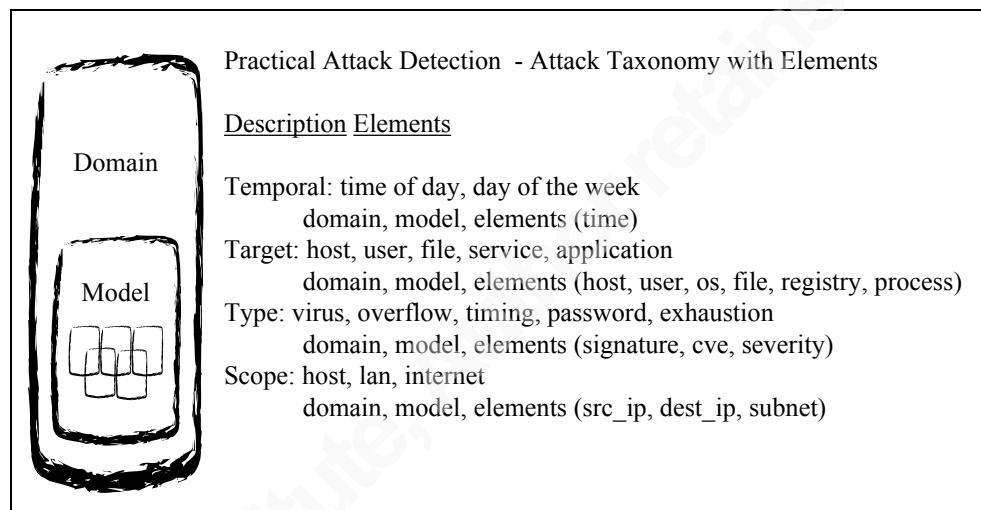 Practical Attack Detection - Attack Taxonomy with Elements
Description Elements
Domain
Temporal: time of day, day of the week
domain, model, elements (time)
Target: host, user, file, service, application
domain, model, elements (host, user, os, file, registry, process)
Model
Type: virus, overflow, timing, password, exhaustion
domain, model, elements (signature, cve, severity)
Scope: host, lan, internet
domain, model, elements (src_ip, dest_ip, subnet)
retains